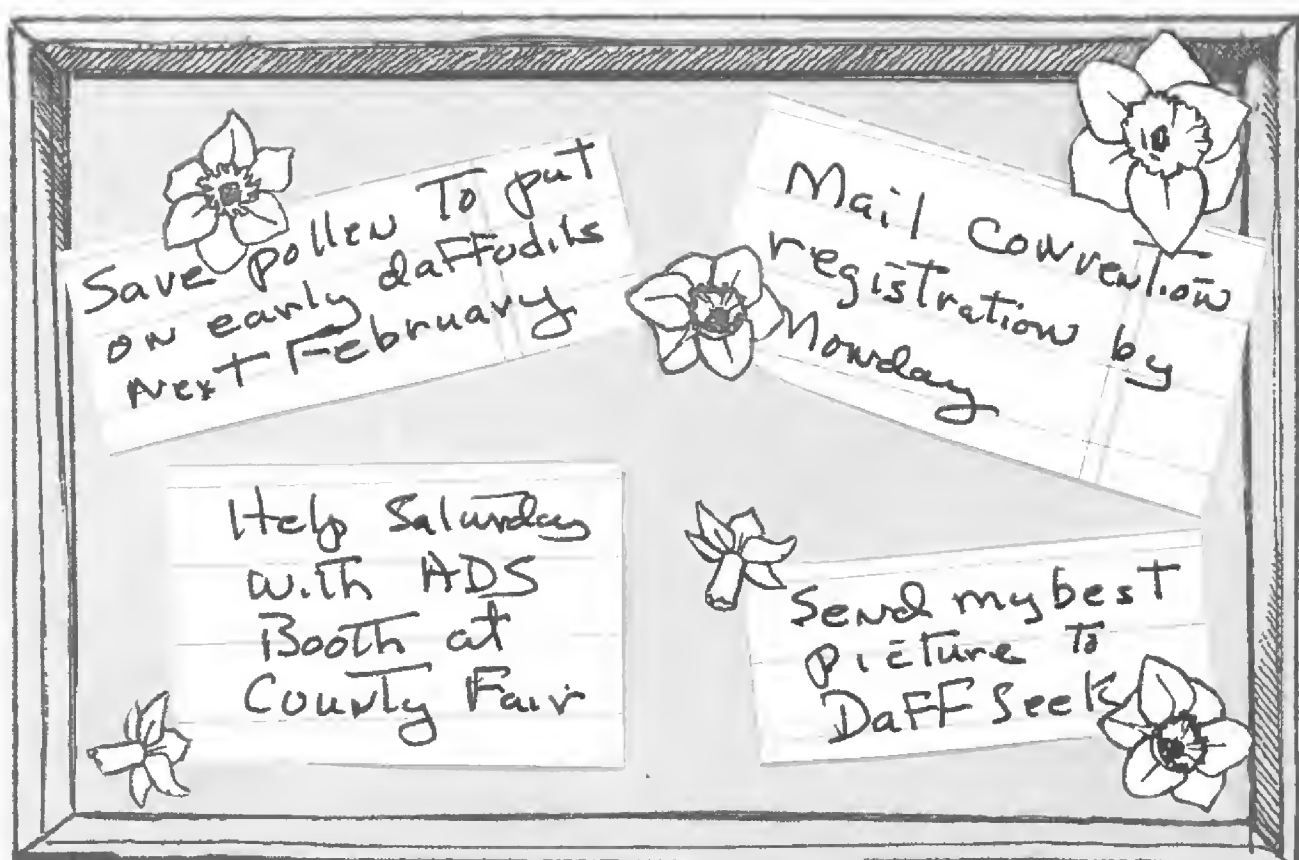 Save pollen To put
on early daffodils
Next February
Mail Convention
registration by
Monday
Help Saturday
with ADS
Booth at
County Fair
Send my best
picture To
DaffSeek